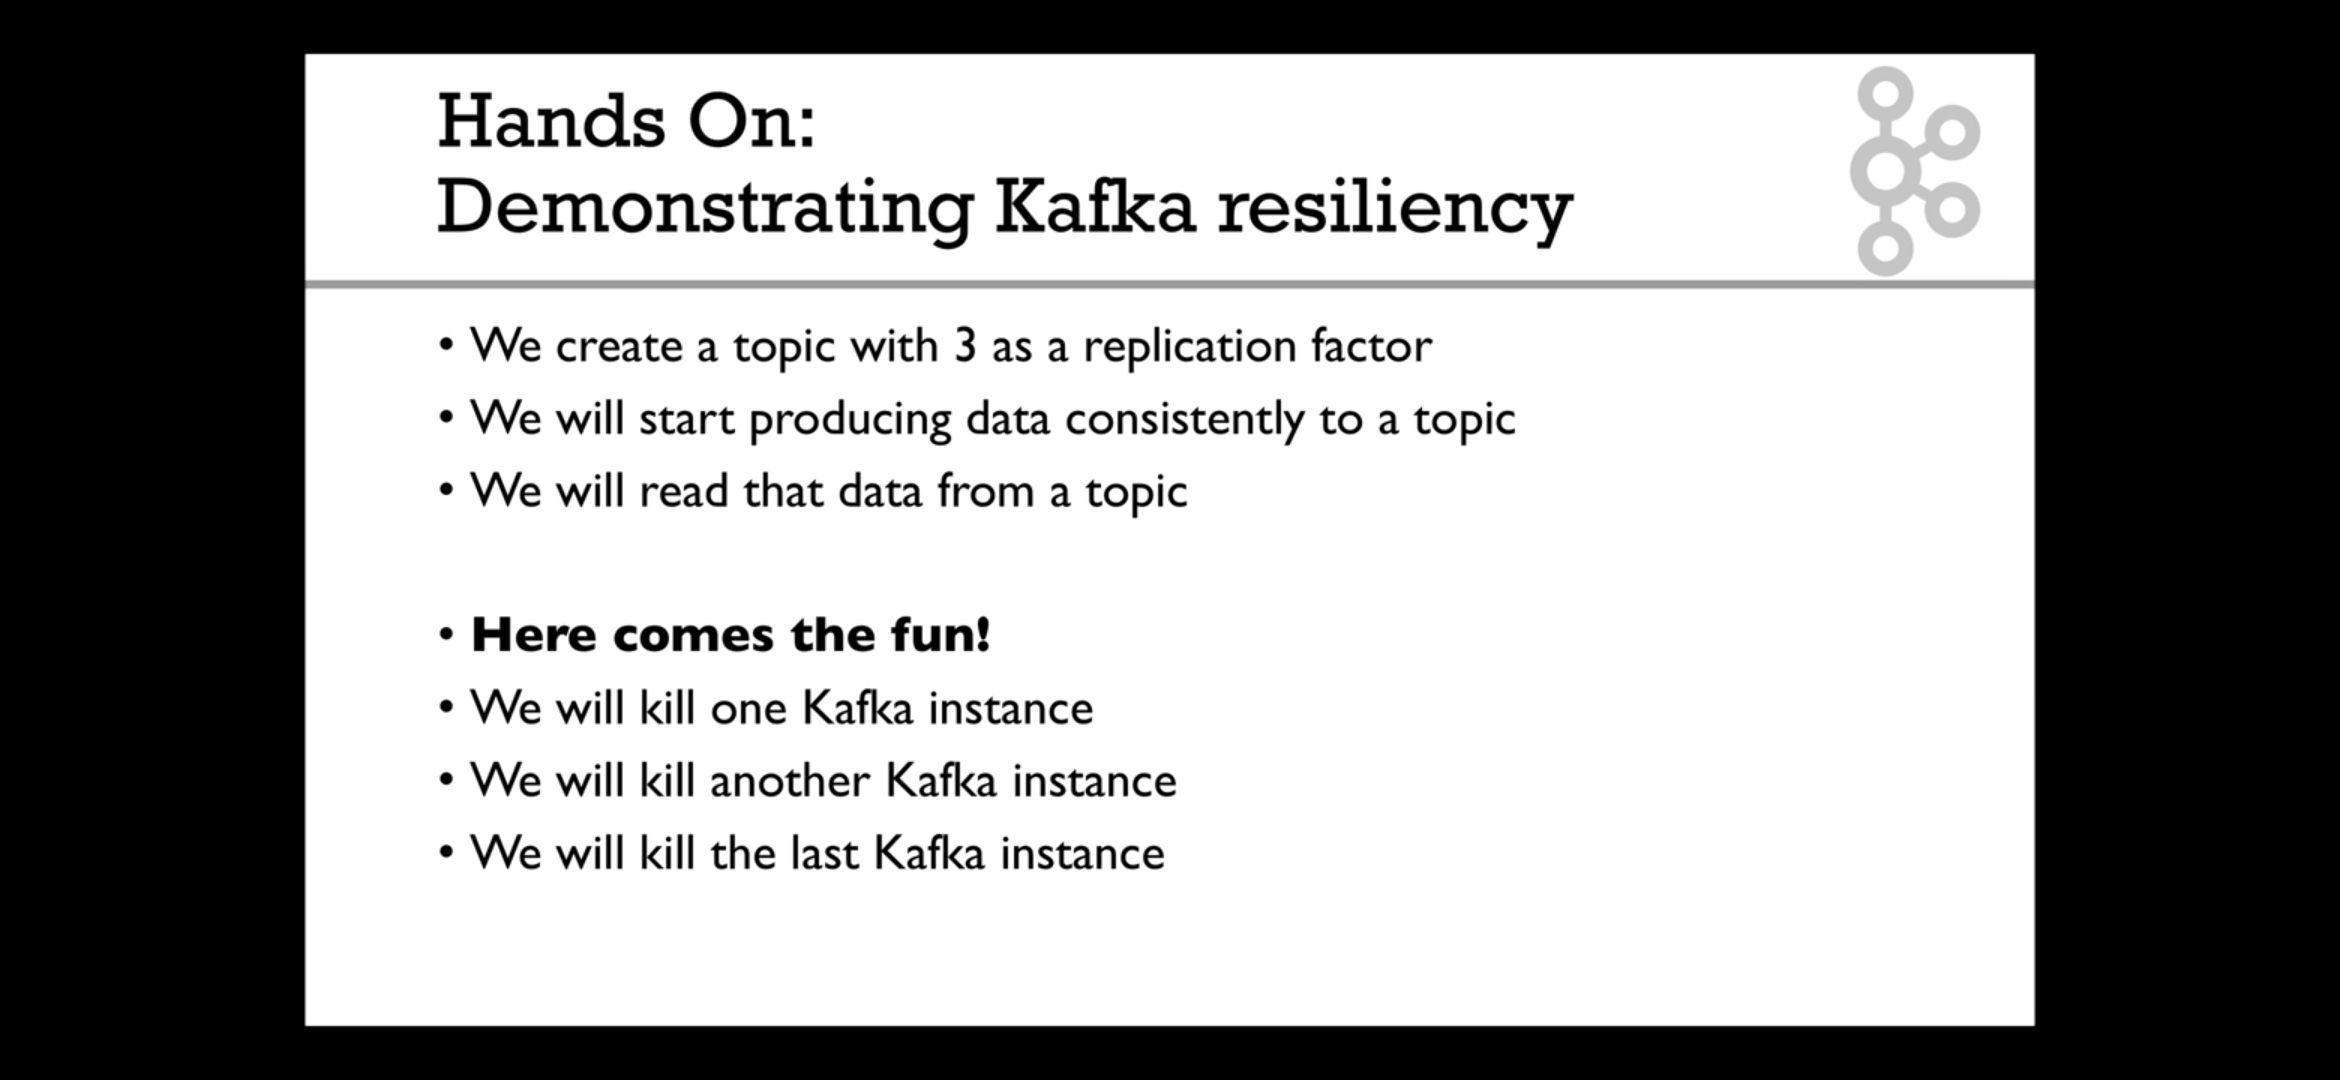 Hands On:
Demonstrating Kafka resiliency
• We create a topic with 3 as a replication factor
• We will start producing data consistently to a topic
• We will read that data from a topic
• Here comes the fun!
• We will kill one Kafka instance
• We will kill another Kafka instance
• We will kill the last Kafka instance